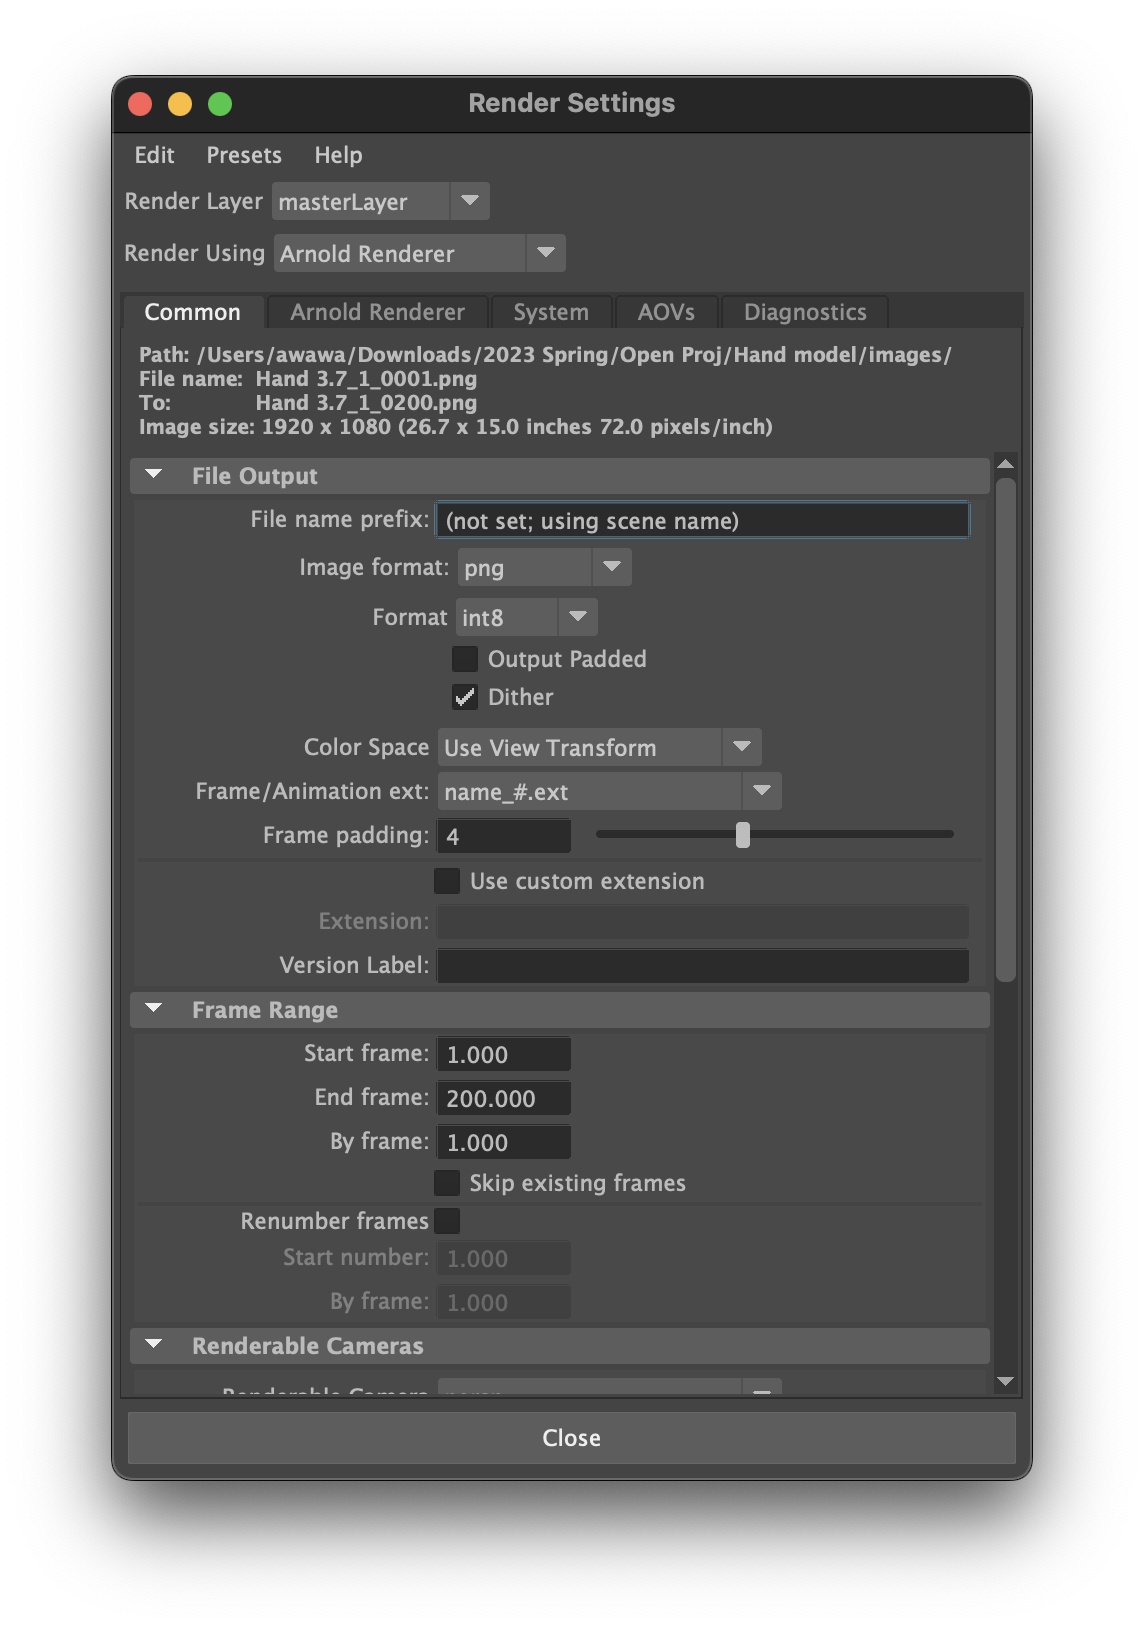 Render Settings
Edit Presets Help
Render Layer masterLayer
Render Using Arnold Renderer
Common Arnold Renderer System AOVs Diagnostics
Path: /Users/awawa/Downloads/2023 Spring/Open Proj/Hand model/images/
File name: Hand 3.7_1_0001.png
To: Hand 3.7_1_0200.png
Image size: 1920 x 1080 (26.7 x 15.0 inches 72.0 pixels/inch)
File Output
File name prefix: (not set; using scene name)
Image format: png
Format int8
Output Padded
Dither
Color Space Use View Transform
Frame/Animation ext: name_#.ext
Frame padding: 4
Use custom extension
Extension:
Version Label:
Frame Range
Start frame: 1.000
End frame: 200.000
By frame: 1.000
Skip existing frames
Renumber frames
Start number: 1.000
By frame: 1.000
Renderable Cameras
Renderable Camera
Close